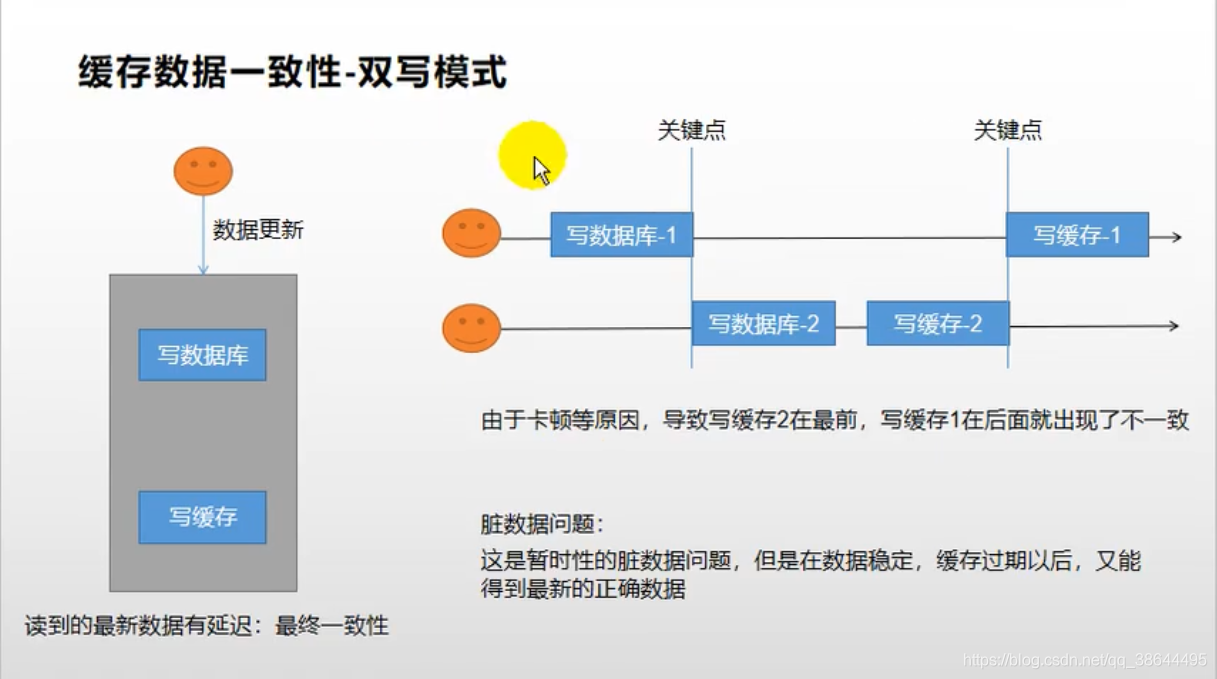 缓存数据一致性-双写模式
关键点
关键点
数据更新
写数据库-1
写缓存-1
写数据库-2
写缓存-2
写数据库
写缓存
由于卡顿等原因，导致写缓存2在最前，写缓存1在后面就出现了不一致
脏数据问题：
这是暂时性的脏数据问题，但是在数据稳定，缓存过期以后，又能
得到最新的正确数据
读到的最新数据有延迟：最终一致性
https://blog.csdn.net/qq_38644495